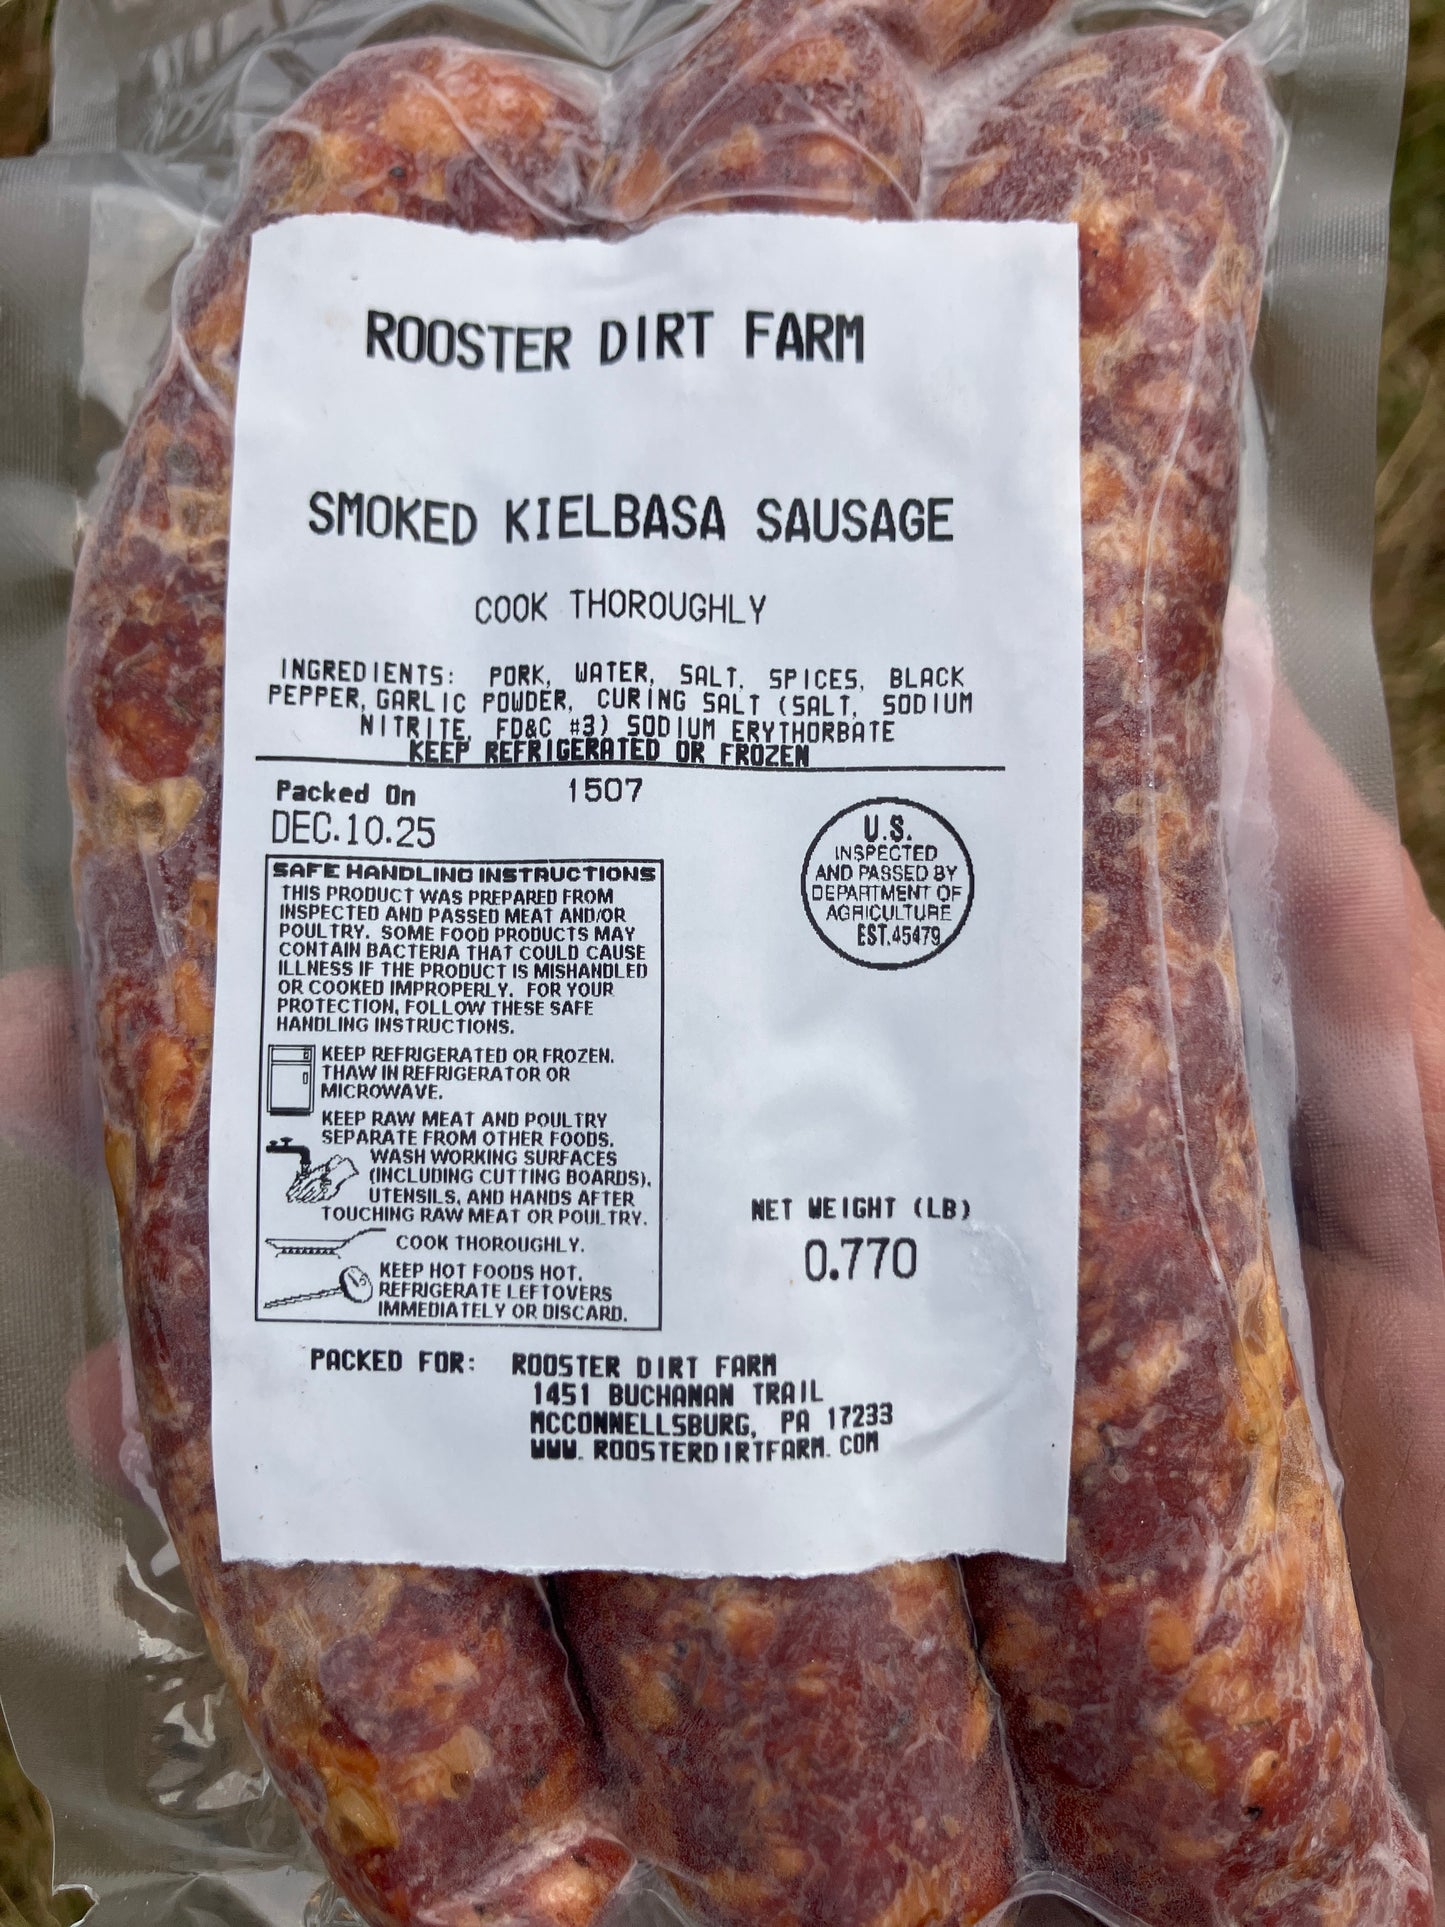 ROOSTER DIRT FARM
SMOKED KIELBASA SAUSAGE
COOK THOROUGHLY
INGREDIENTS: PORK, WATER, SALT, SPICES, BLACK
PEPPER, GARLIC POWDER, CURING SALT (SALT, SODIUM
NITRITE, FD&C #3) SODIUM ERYTHORBATE
KEEP REFRIGERATED OR FROZEN
Packed On 1507
DEC.10.25
U.S.
INSPECTED
AND PASSED BY
DEPARTMENT OF
AGRICULTURE
EST.45479
SAFE HANDLING INSTRUCTIONS
THIS PRODUCT WAS PREPARED FROM
INSPECTED AND PASSED MEAT AND/OR
POULTRY. SOME FOOD PRODUCTS MAY
CONTAIN BACTERIA THAT COULD CAUSE
ILLNESS IF THE PRODUCT IS MISHANDLED
OR COOKED IMPROPERLY. FOR YOUR
PROTECTION, FOLLOW THESE SAFE
HANDLING INSTRUCTIONS.
KEEP REFRIGERATED OR FROZEN.
THAW IN REFRIGERATOR OR
MICROWAVE.
KEEP RAW MEAT AND POULTRY
SEPARATE FROM OTHER FOODS.
WASH WORKING SURFACES
(INCLUDING CUTTING BOARDS),
UTENSILS, AND HANDS AFTER
TOUCHING RAW MEAT OR POULTRY.
COOK THOROUGHLY.
KEEP HOT FOODS HOT.
REFRIGERATE LEFTOVERS
IMMEDIATELY OR DISCARD.
NET WEIGHT (LB)
0.770
PACKED FOR: ROOSTER DIRT FARM
1451 BUCHANAN TRAIL
MCCONNELLSBURG, PA 17233
WWW.ROOSTERDIRTFARM.COM